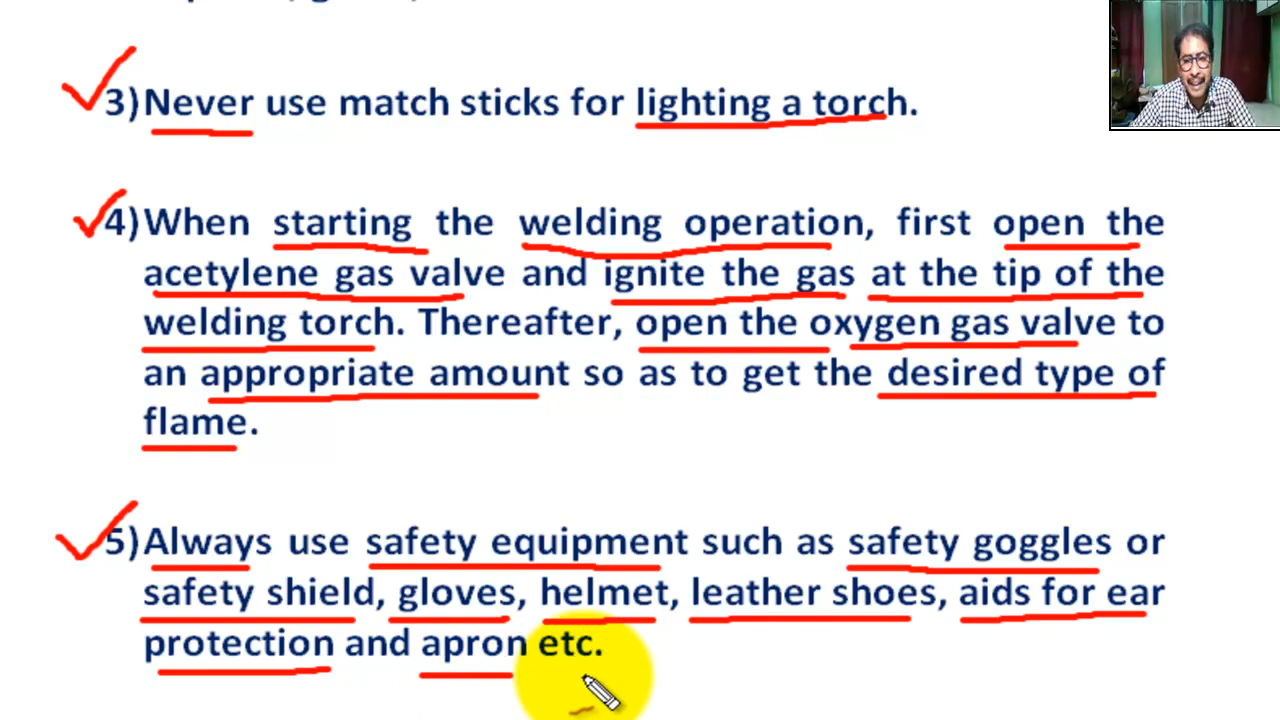 3) Never use match sticks for lighting a torch.
4) When starting the welding operation, first open the
acetylene gas valve and ignite the gas at the tip of the
welding torch. Thereafter, open the oxygen gas valve to
an appropriate amount so as to get the desired type of
flame.
5) Always use safety equipment such as safety goggles or
safety shield, gloves, helmet, leather shoes, aids for ear
protection and apron etc.